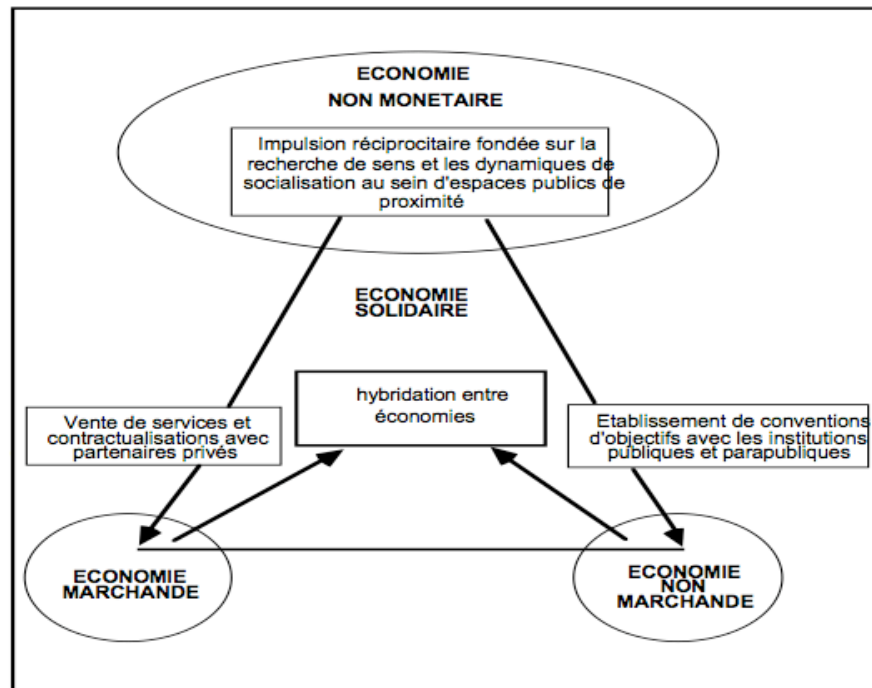 ECONOMIE
NON MONETAIRE
Impulsion réciprocitaire fondée sur la
recherche de sens et les dynamiques de
socialisation au sein d'espaces publics de
proximité
ECONOMIE
SOLIDAIRE
hybridation entre
économies
Vente de services et
contractualisations avec
partenaires privés
Etablissement de conventions
d'objectifs avec les institutions
publiques et parapubliques
ECONOMIE
MARCHANDE
ECONOMIE
NON
MARCHANDE